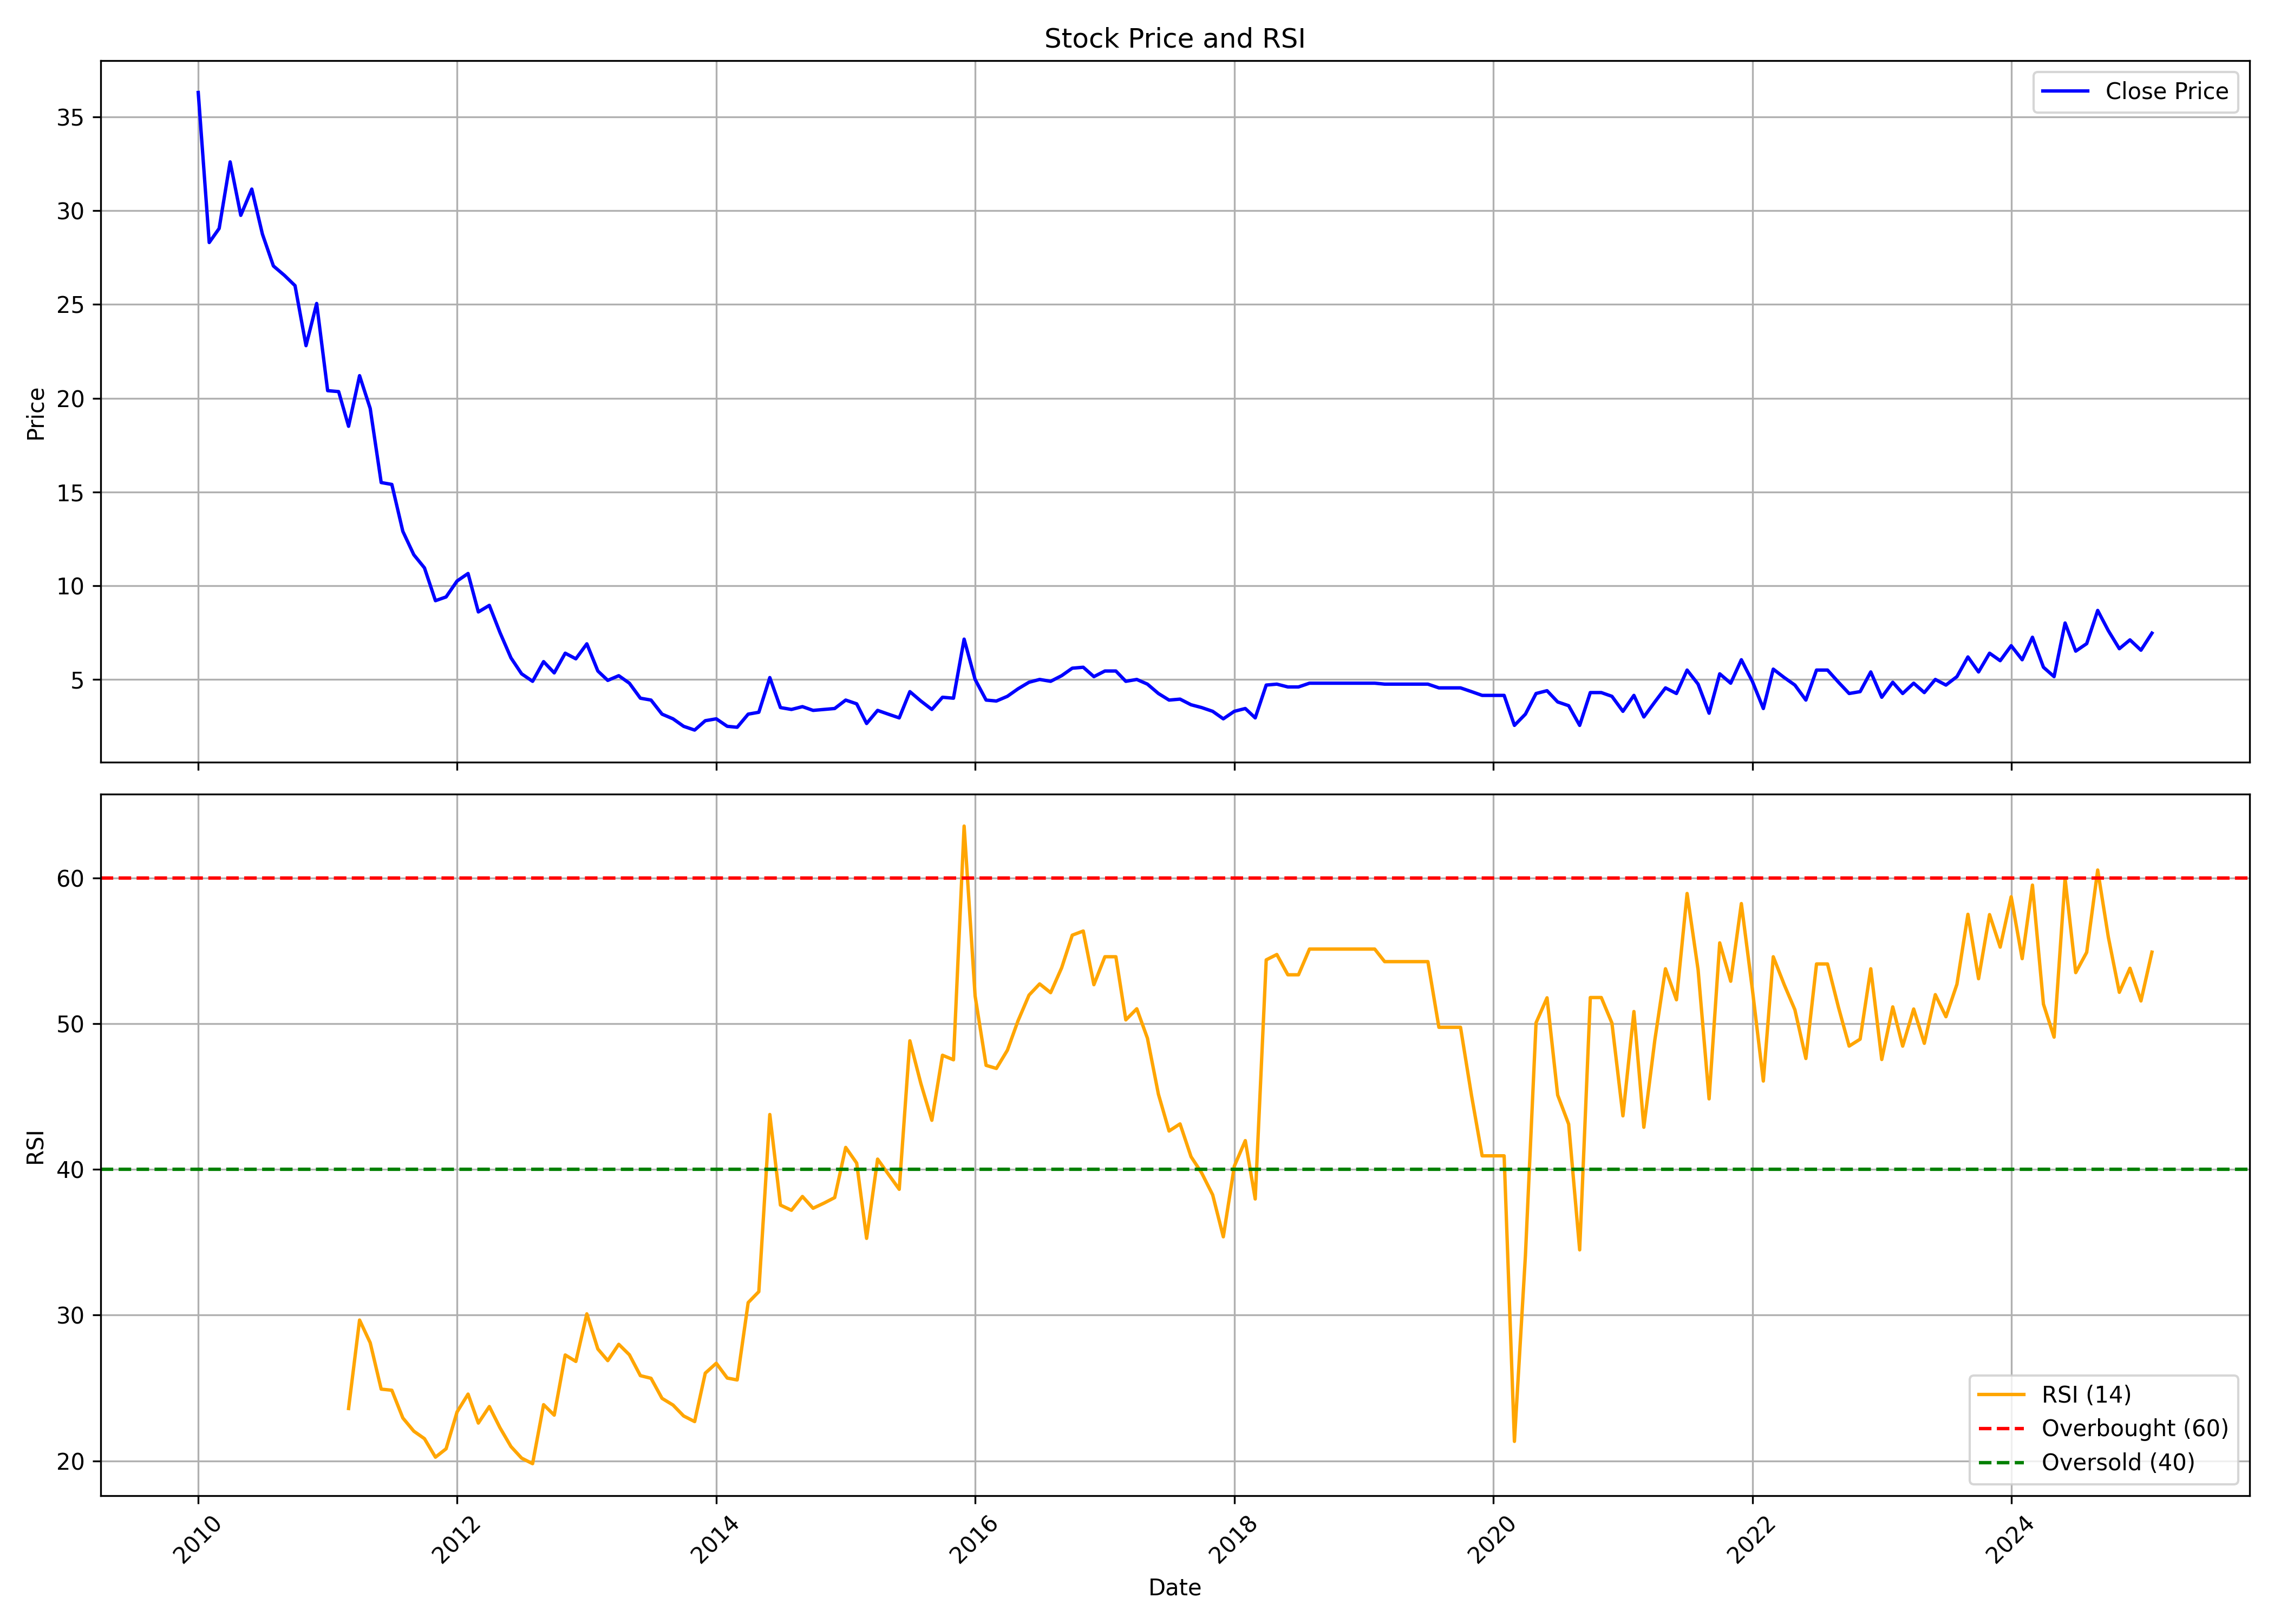 Stock Price and RSI
Close Price
35
30
25
20
15
10
5
Price
60
50
40
30
20
RSI
RSI (14)
Overbought (60)
Oversold (40)
2010
2012
2014
2016
2018
2020
2022
2024
Date